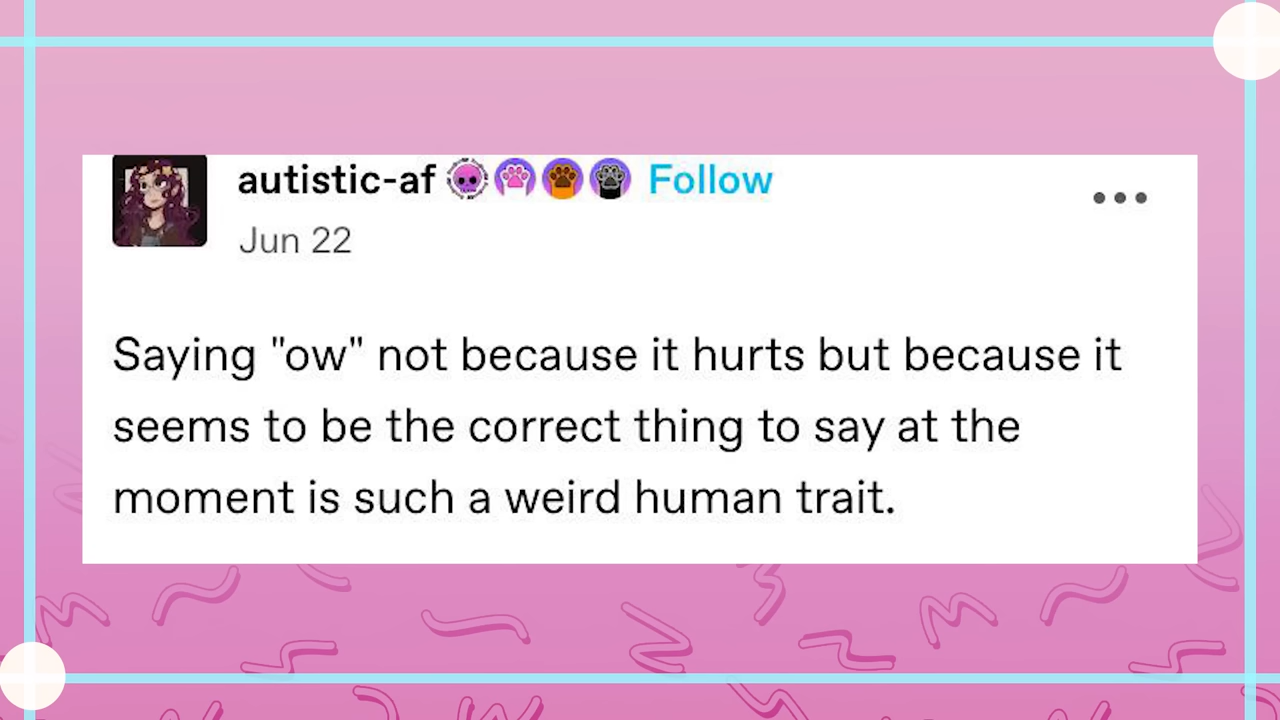 autistic-af Follow
Jun 22
Saying "ow" not because it hurts but because it
seems to be the correct thing to say at the
moment is such a weird human trait.